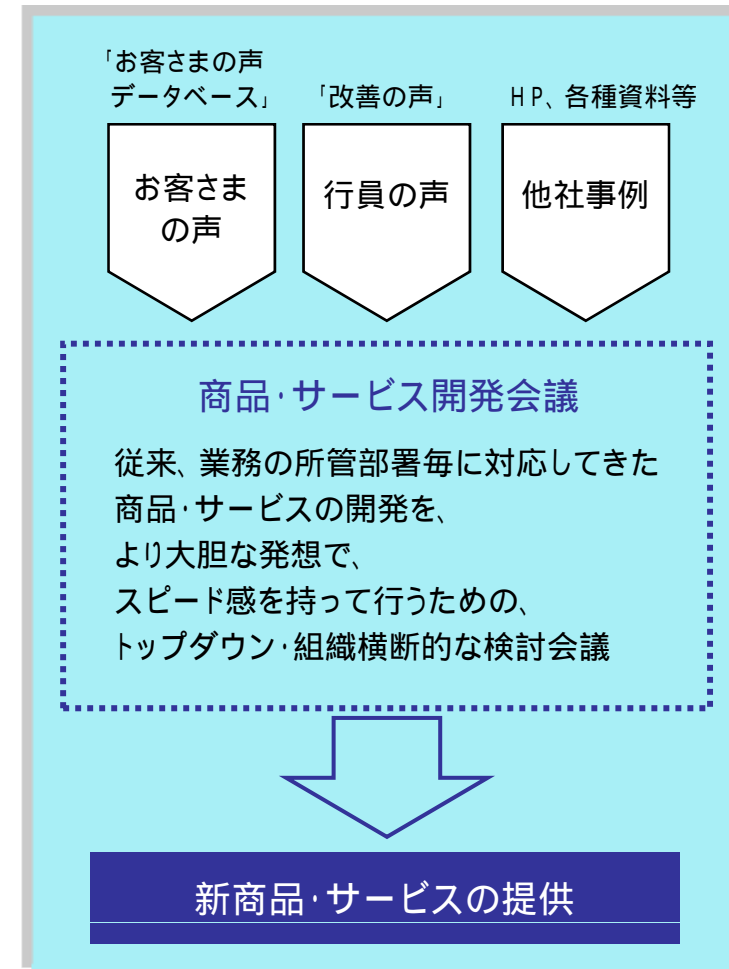 「お客さまの声
データベース」
「改善の声」
HP、各種資料等
お客さま
の声
行員の声
他社事例
商品・サービス開発会議
従来、業務の所管部署毎に対応してきた
商品・サービスの開発を、
より大胆な発想で、
スピード感を持って行うための、
トップダウン・組織横断的な検討会議
新商品・サービスの提供